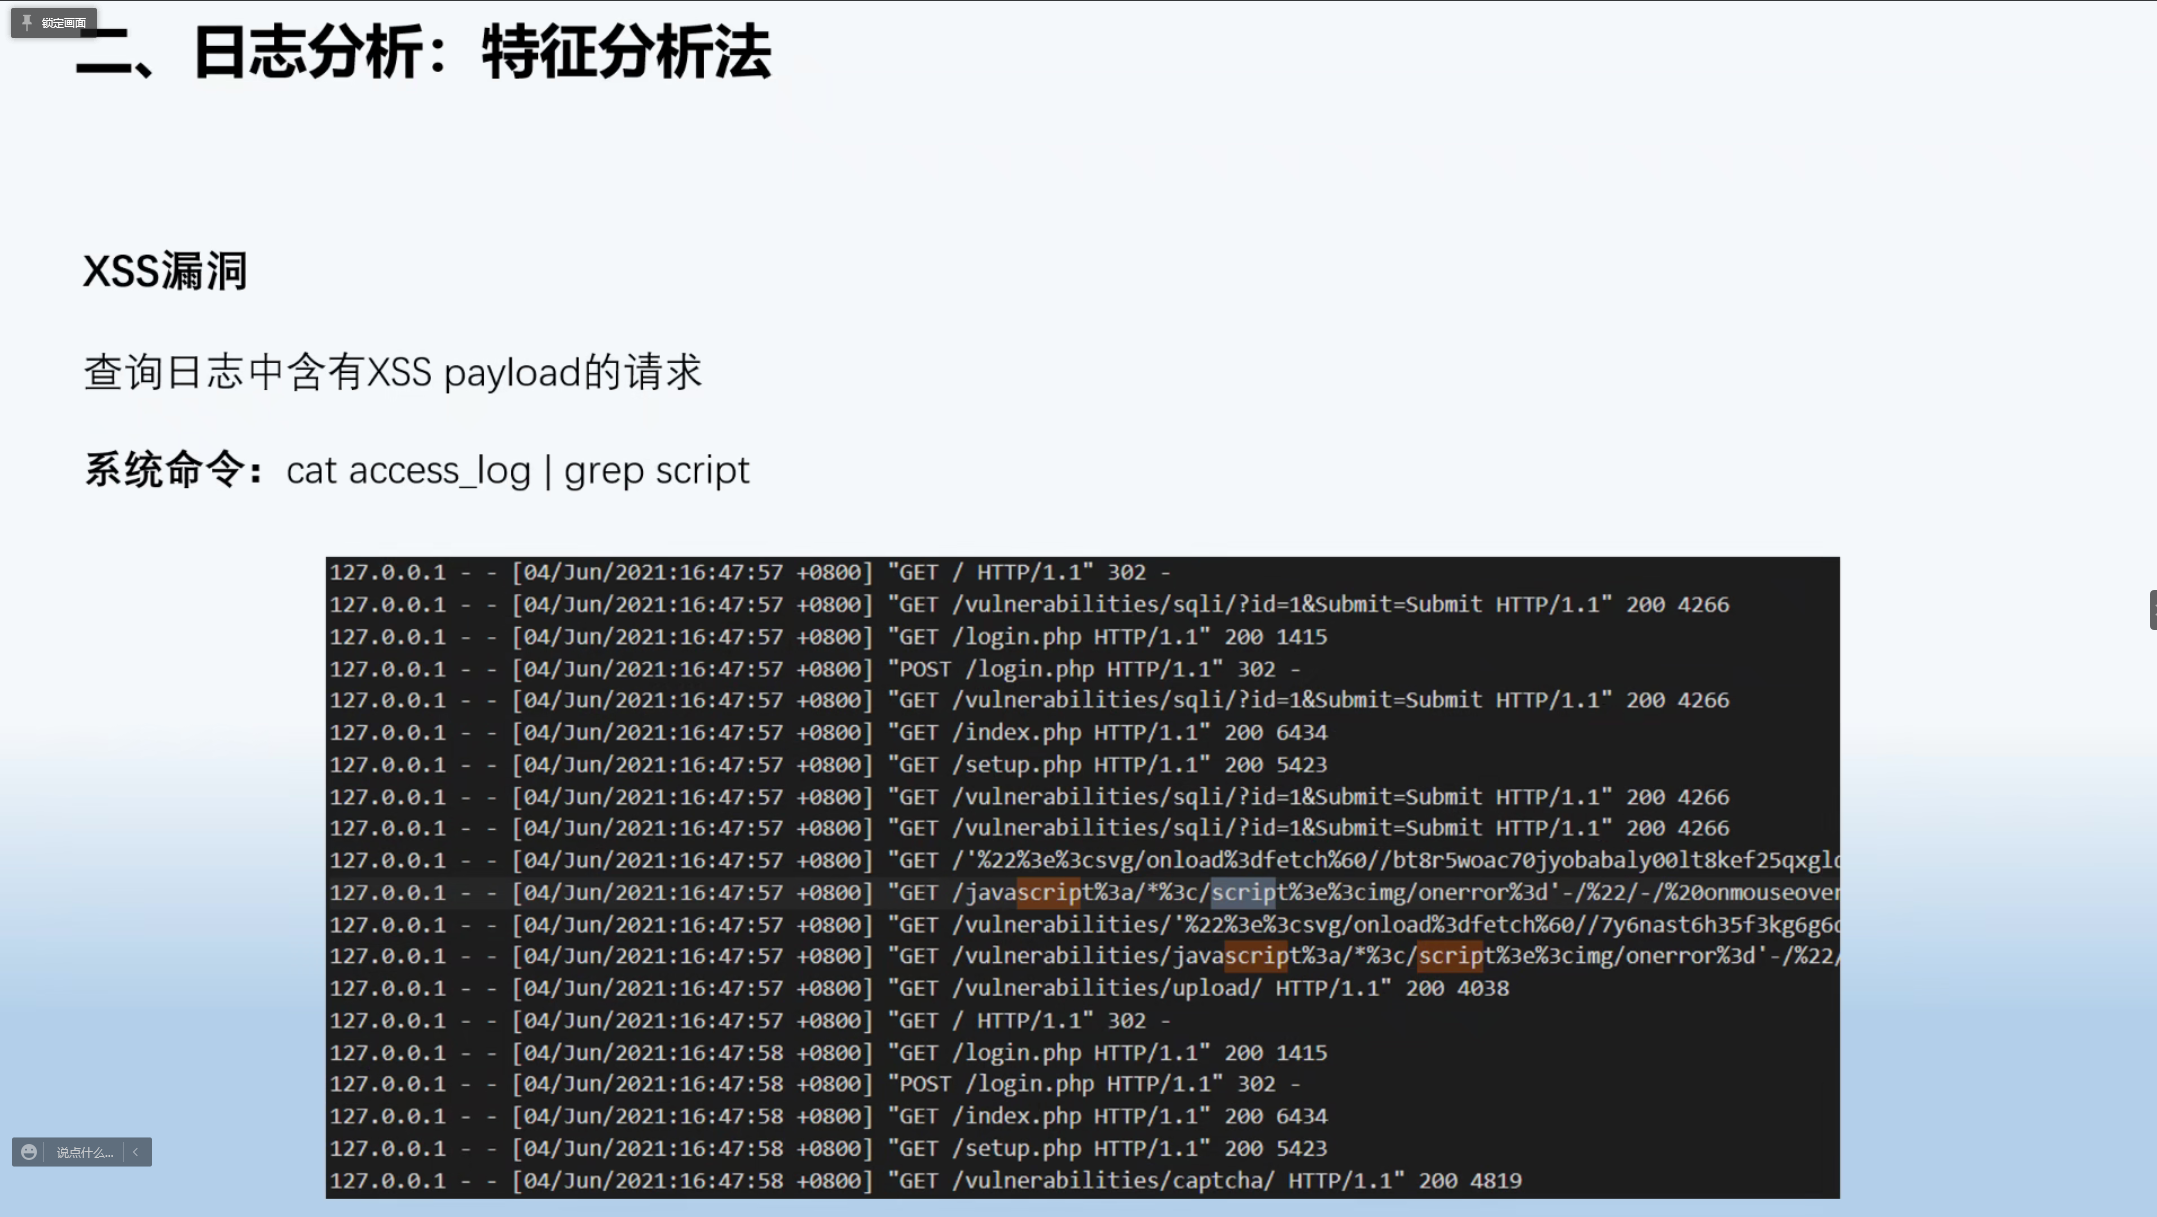 锁定画面
二、日志分析：特征分析法
XSS漏洞
查询日志中含有XSS payload的请求
系统命令：cat access_log | grep script
127.0.0.1 - - [04/Jun/2021:16:47:57 +0800] "GET / HTTP/1.1" 302 -
127.0.0.1 - - [04/Jun/2021:16:47:57 +0800] "GET /vulnerabilities/sqli/?id=1&Submit=Submit HTTP/1.1" 200 4266
127.0.0.1 - - [04/Jun/2021:16:47:57 +0800] "GET /login.php HTTP/1.1" 200 1415
127.0.0.1 - - [04/Jun/2021:16:47:57 +0800] "POST /login.php HTTP/1.1" 302 -
127.0.0.1 - - [04/Jun/2021:16:47:57 +0800] "GET /vulnerabilities/sqli/?id=1&Submit=Submit HTTP/1.1" 200 4266
127.0.0.1 - - [04/Jun/2021:16:47:57 +0800] "GET /index.php HTTP/1.1" 200 6434
127.0.0.1 - - [04/Jun/2021:16:47:57 +0800] "GET /setup.php HTTP/1.1" 200 5423
127.0.0.1 - - [04/Jun/2021:16:47:57 +0800] "GET /vulnerabilities/sqli/?id=1&Submit=Submit HTTP/1.1" 200 4266
127.0.0.1 - - [04/Jun/2021:16:47:57 +0800] "GET /vulnerabilities/sqli/?id=1&Submit=Submit HTTP/1.1" 200 4266
127.0.0.1 - - [04/Jun/2021:16:47:57 +0800] "GET /'%22%3e%3csvg/onload%3dfetch%60//bt8r5woac70jyobabaly00lt8kef25qxgl
127.0.0.1 - - [04/Jun/2021:16:47:57 +0800] "GET /javascript%3a/*%3c/script%3e%3cimg/onerror%3d'-/%22/-/%20onmouseover
127.0.0.1 - - [04/Jun/2021:16:47:57 +0800] "GET /vulnerabilities/'%22%3e%3csvg/onload%3dfetch%60//7y6nast6h35f3kg6g6
127.0.0.1 - - [04/Jun/2021:16:47:57 +0800] "GET /vulnerabilities/javascript%3a/*%3c/script%3e%3cimg/onerror%3d'-/%22/
127.0.0.1 - - [04/Jun/2021:16:47:57 +0800] "GET /vulnerabilities/upload/ HTTP/1.1" 200 4038
127.0.0.1 - - [04/Jun/2021:16:47:57 +0800] "GET / HTTP/1.1" 302 -
127.0.0.1 - - [04/Jun/2021:16:47:58 +0800] "GET /login.php HTTP/1.1" 200 1415
127.0.0.1 - - [04/Jun/2021:16:47:58 +0800] "POST /login.php HTTP/1.1" 302 -
127.0.0.1 - - [04/Jun/2021:16:47:58 +0800] "GET /index.php HTTP/1.1" 200 6434
127.0.0.1 - - [04/Jun/2021:16:47:58 +0800] "GET /setup.php HTTP/1.1" 200 5423
127.0.0.1 - - [04/Jun/2021:16:47:58 +0800] "GET /vulnerabilities/captcha/ HTTP/1.1" 200 4819
说点什么...